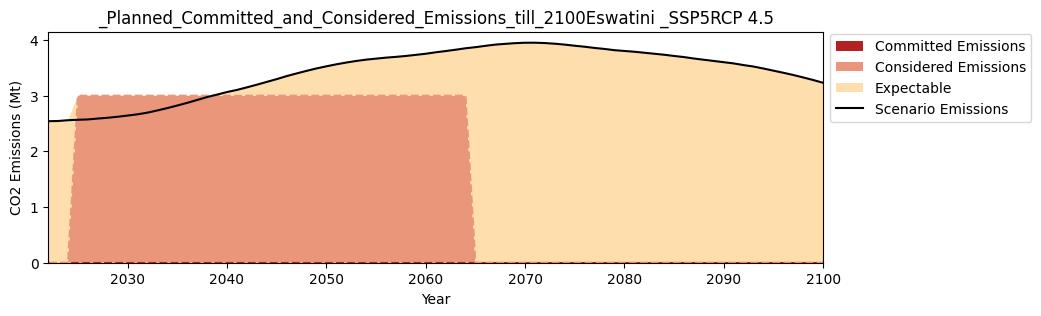 _Planned_Committed_and_Considered_Emissions_till_2100Eswatini _SSP5RCP 4.5
4
3
2
1
0
CO2 Emissions (Mt)
2030 2040 2050 2060 2070 2080 2090 2100
Year
Committed Emissions
Considered Emissions
Expectable
Scenario Emissions